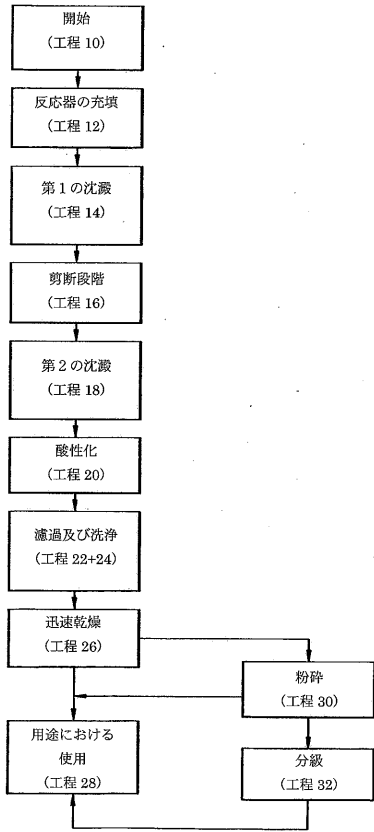 開始
(工程 10)
反応器の充填
(工程 12)
第1の沈澱
(工程 14)
剪断段階
(工程 16)
第2の沈澱
(工程 18)
酸性化
(工程 20)
濾過及び洗浄
(工程 22+24)
迅速乾燥
(工程 26)
粉砕
(工程 30)
用途における
使用
(工程 28)
分級
(工程 32)